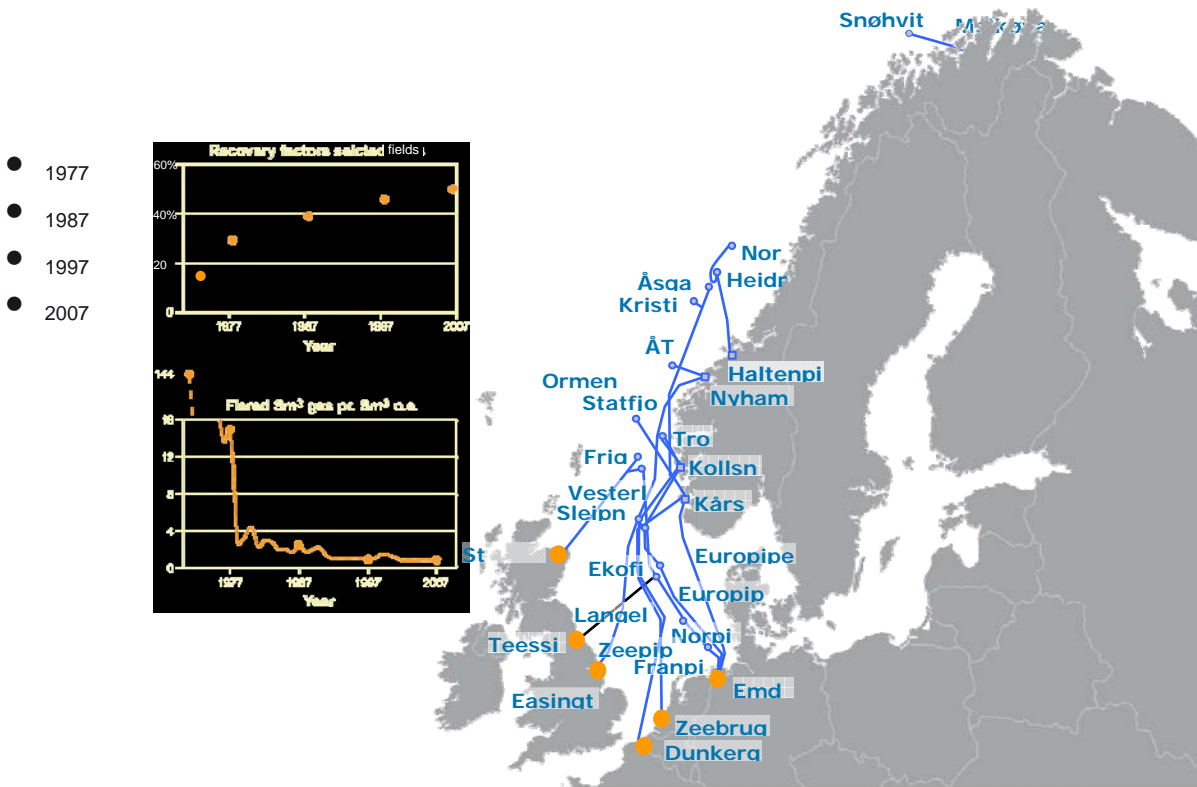 1977
1987
1997
2007
Recovery factors selcted fields
60%
40%
20
0
1977
1987
1997
2007
Year
144
Flared Sm³ gas pr. Sm³ o.e.
16
12
8
4
0
1977
1987
1997
2007
Year
Snøhvit
Nor
Heidr
Åsga
Kristi
ÅT
Haltenpi
Nyham
Ormen
Statfjo
Tro
Frig
Kollsn
Vesterl
Kårs
Sleipn
St
Europipe
Ekofi
Europip
Langel
Norpi
Teessi
Zeepip
Franpi
Easingt
Emd
Zeebrug
Dunkerq